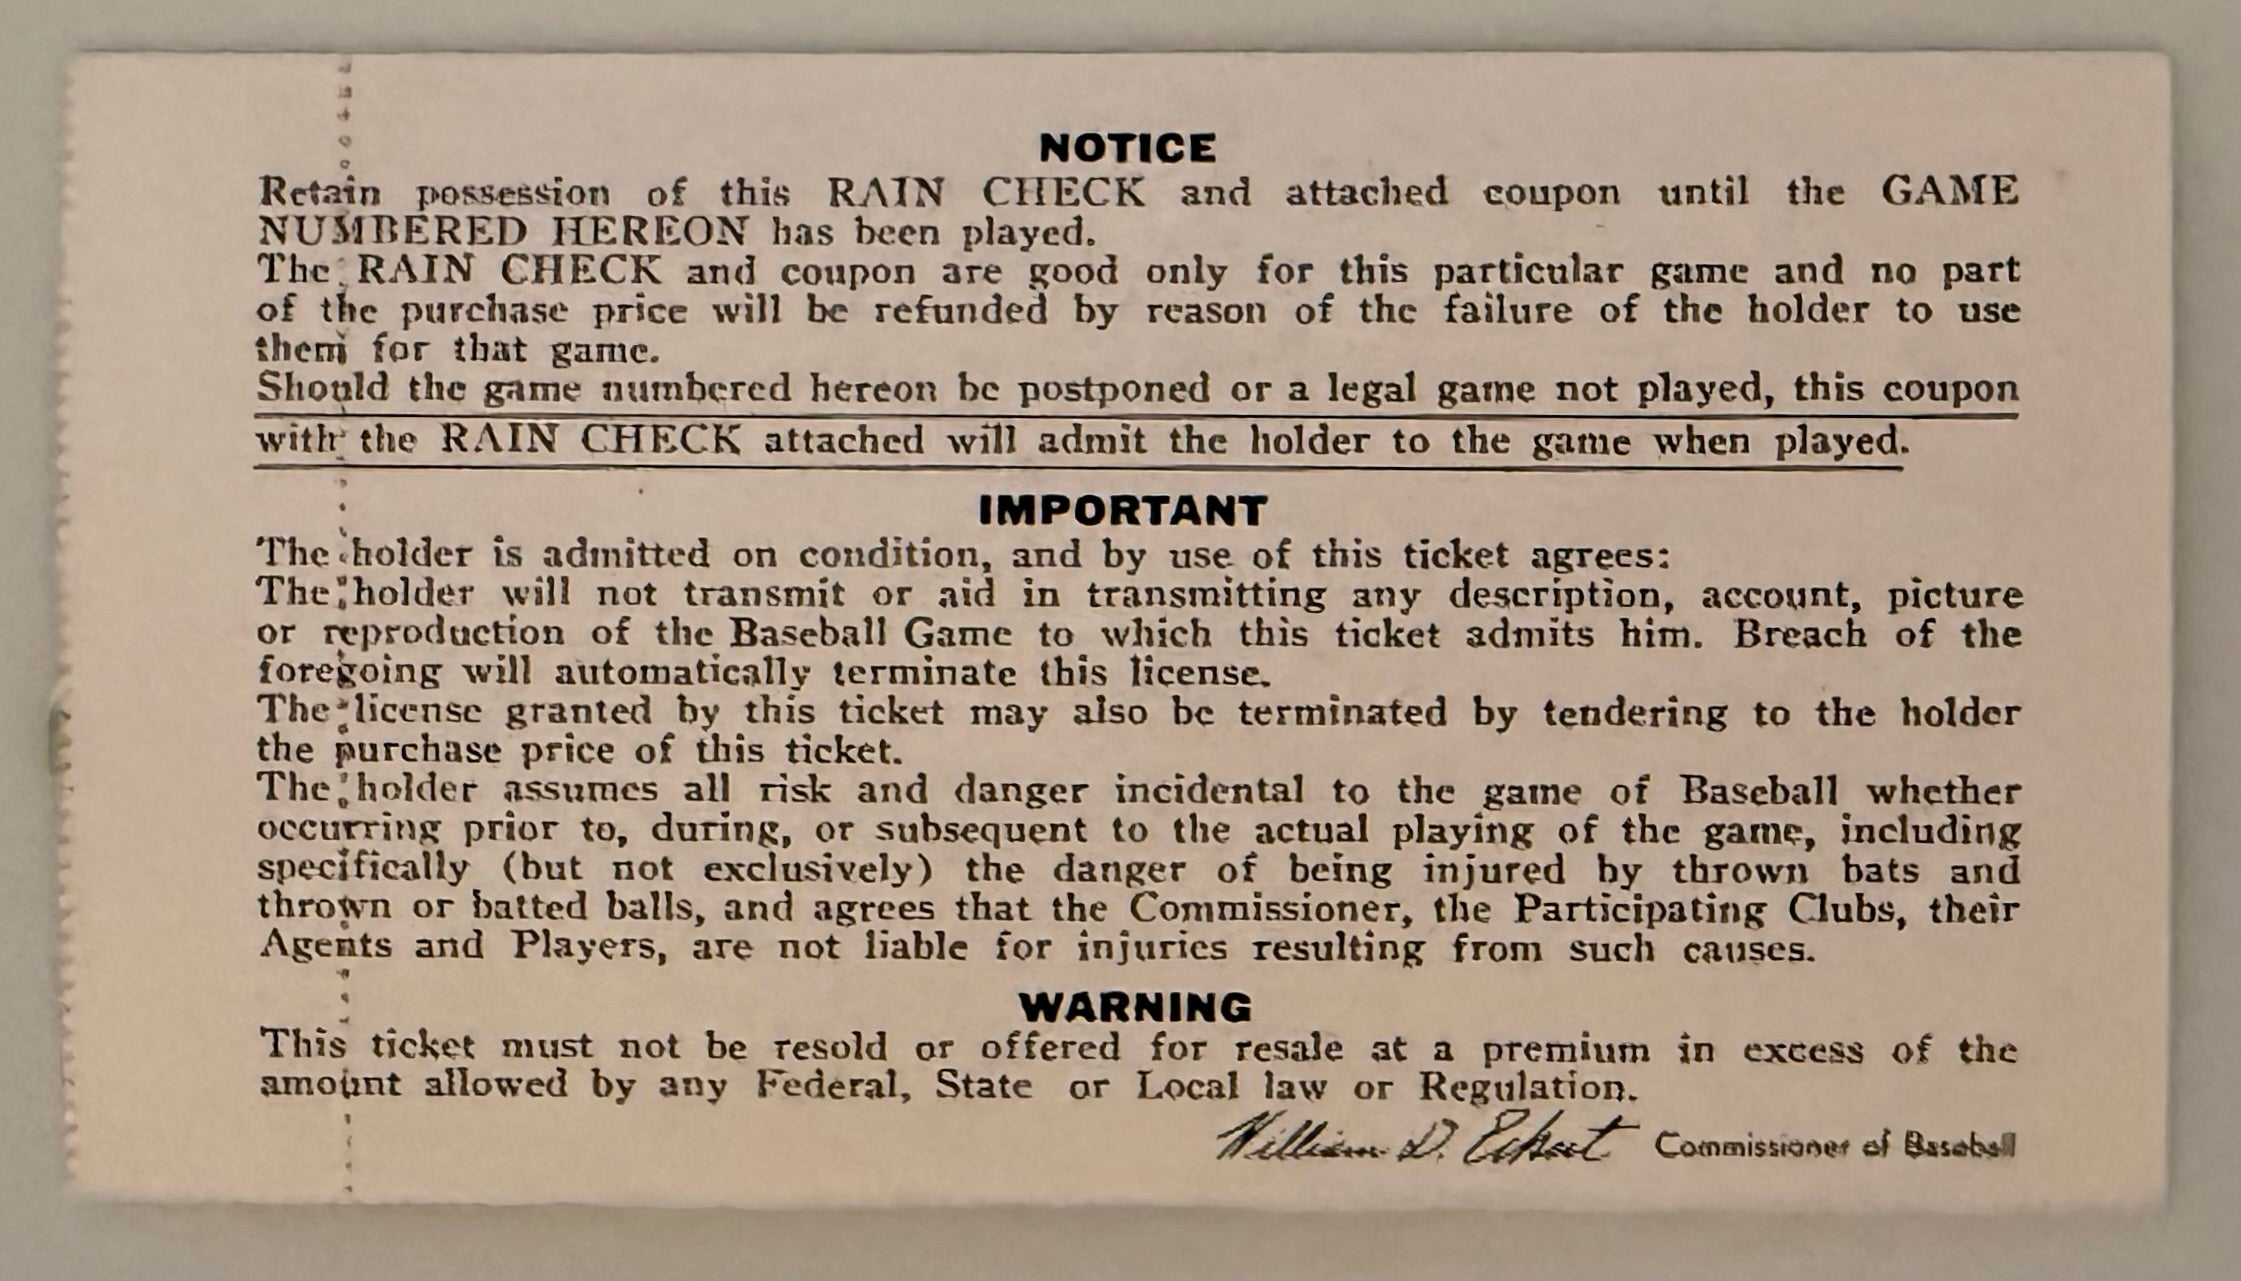 NOTICE
Retain possession of this RAIN CHECK and attached coupon until the GAME
NUMBERED HEREON has been played.
The RAIN CHECK and coupon are good only for this particular game and no part
of the purchase price will be refunded by reason of the failure of the holder to use
them for that game.
Should the game numbered hereon be postponed or a legal game not played, this coupon
with the RAIN CHECK attached will admit the holder to the game when played.
IMPORTANT
The holder is admitted on condition, and by use of this ticket agrees:
The holder will not transmit or aid in transmitting any description, account, picture
or reproduction of the Baseball Game to which this ticket admits him. Breach of the
foregoing will automatically terminate this license.
The license granted by this ticket may also be terminated by tendering to the holder
the purchase price of this ticket.
The holder assumes all risk and danger incidental to the game of Baseball whether
occurring prior to, during, or subsequent to the actual playing of the game, including
specifically (but not exclusively) the danger of being injured by thrown bats and
thrown or batted balls, and agrees that the Commissioner, the Participating Clubs, their
Agents and Players, are not liable for injuries resulting from such causes.
WARNING
This ticket must not be resold or offered for resale at a premium in excess of the
amount allowed by any Federal, State or Local law or Regulation.
William D. Eckert Commissioner of Baseball